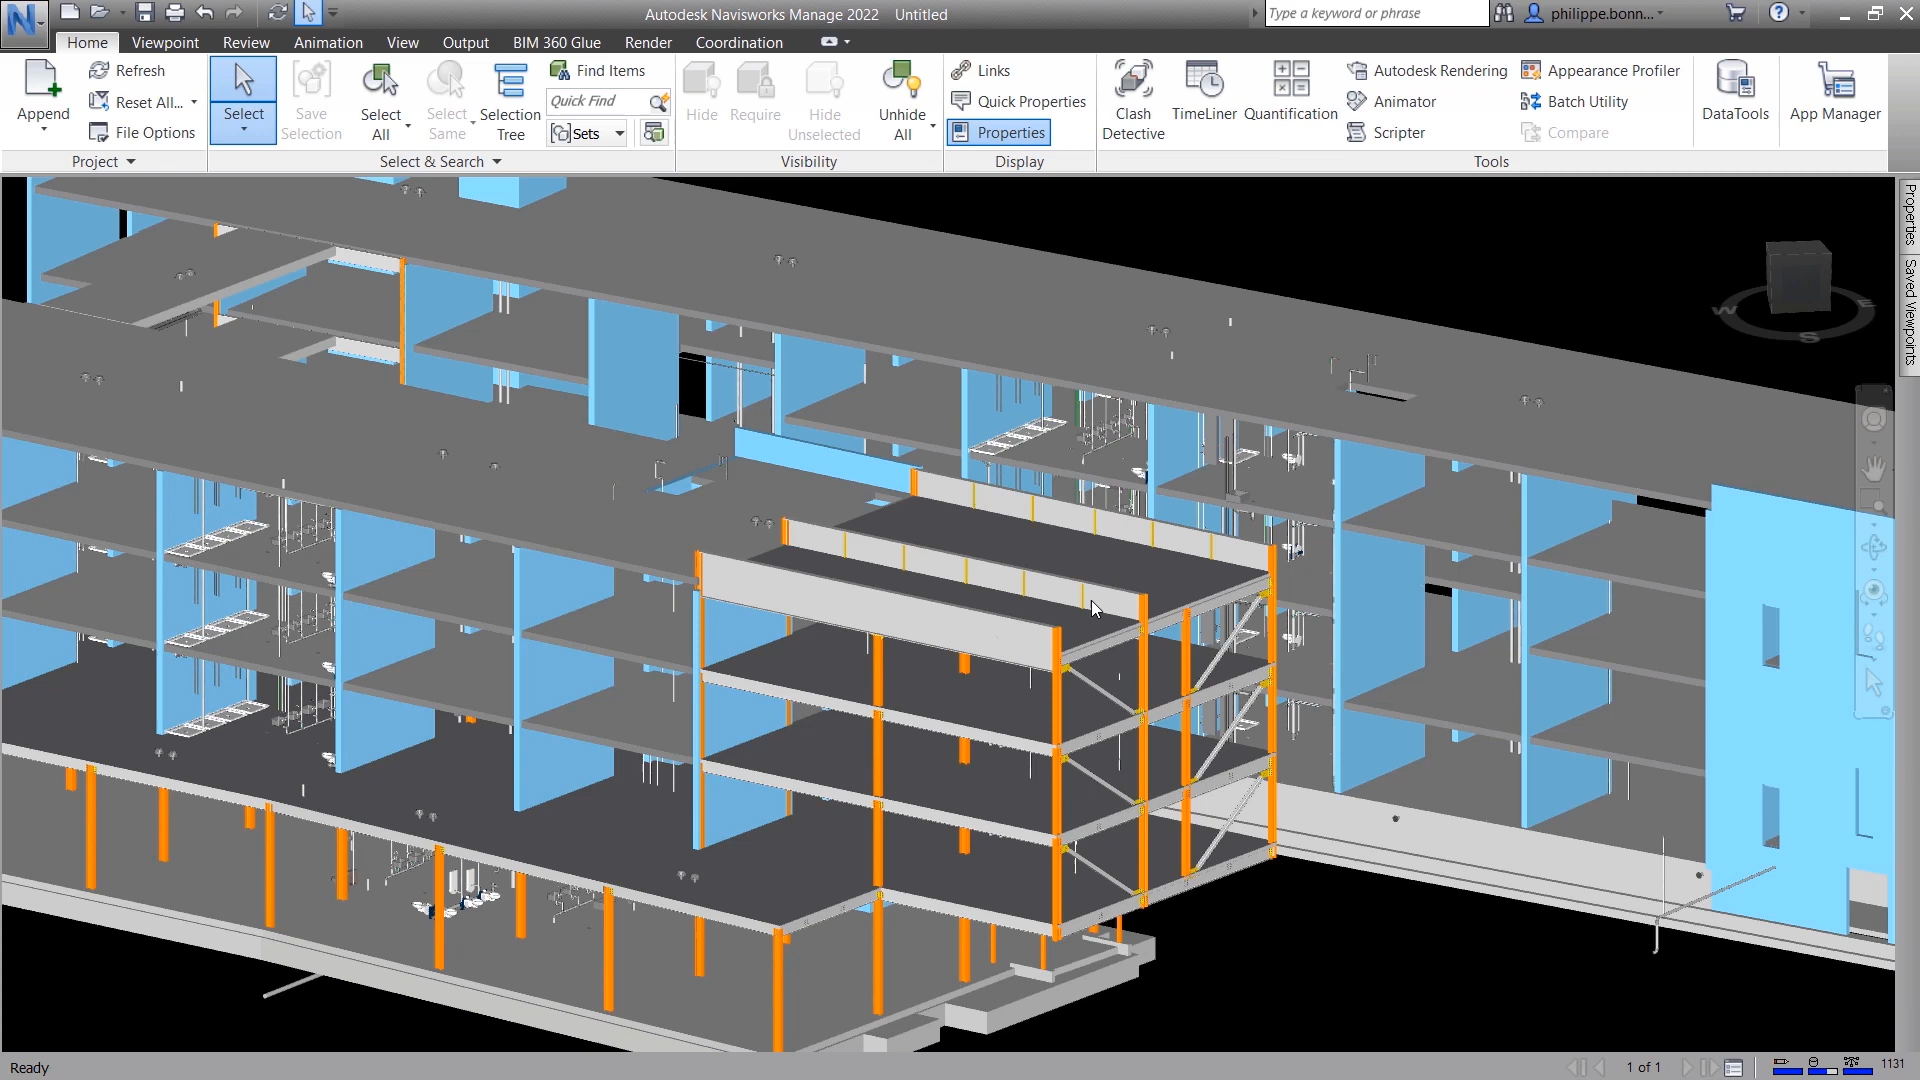 Autodesk Navisworks Manage 2022 Untitled
Type a keyword or phrase
philippe.bonn...
Home Viewpoint Review Animation View Output BIM 360 Glue Render Coordination
Append
Refresh
Reset All...
File Options
Project
Select
Save
Selection
Select
All
Select
Same
Selection
Tree
Find Items
Quick Find
Sets
Select & Search
Hide
Require
Hide
Unselected
Unhide
All
Visibility
Links
Quick Properties
Properties
Display
Clash
Detective
TimeLiner
Quantification
Autodesk Rendering
Animator
Scripter
Appearance Profiler
Batch Utility
Compare
DataTools
App Manager
Tools
Properties
Saved Viewpoints
W
S
E
Ready
1 of 1
1131